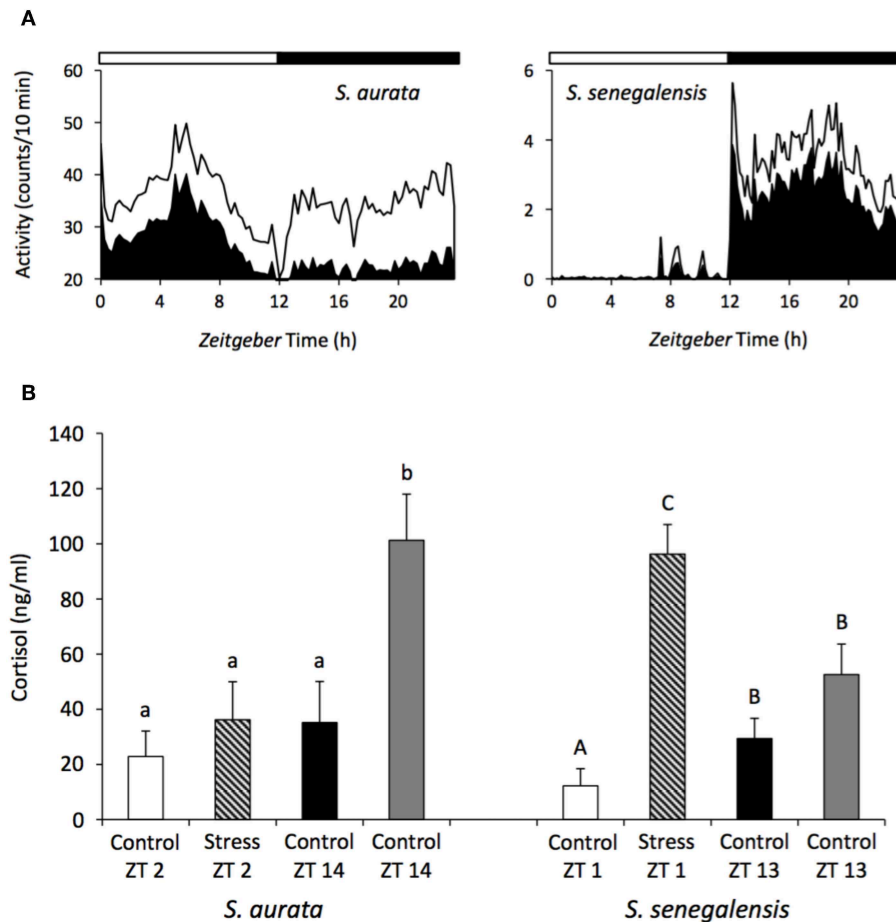 A
S. aurata
S. senegalensis
Activity (counts/10 min)
60
50
40
30
20
0 4 8 12 16 20
Zeitgeber Time (h)
6
4
2
0
0 4 8 12 16 20
Zeitgeber Time (h)
B
Cortisol (ng/ml)
140
120
100
80
60
40
20
0
a
a
a
b
A
C
B
B
Control ZT 2
Stress ZT 2
Control ZT 14
Control ZT 14
Control ZT 1
Stress ZT 1
Control ZT 13
Control ZT 13
S. aurata
S. senegalensis